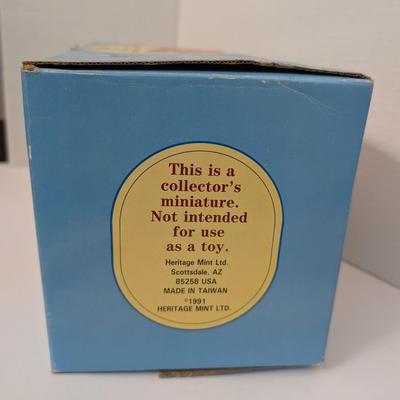 This is a
collector's
miniature.
Not intended
for use
as a toy.
Heritage Mint Ltd.
Scottsdale, AZ
85258 USA
MADE IN TAIWAN
©1991
HERITAGE MINT LTD.